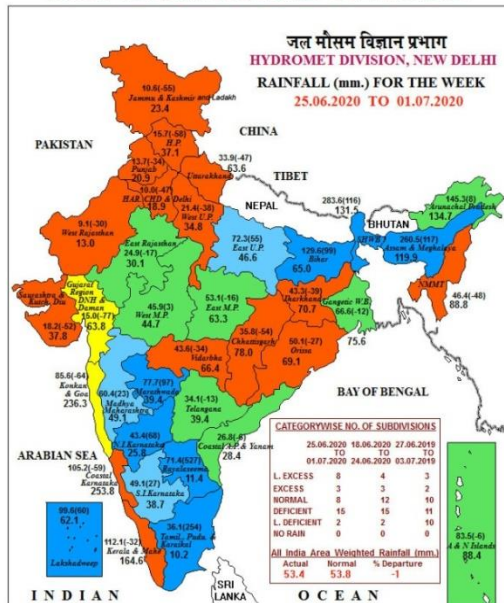 जल मौसम विज्ञान प्रभाग
HYDROMET DIVISION, NEW DELHI
RAINFALL (mm.) FOR THE WEEK
25.06.2020 TO 01.07.2020
10.6(-55)
Jammu & Kashmir and Ladakh
23.4
CHINA
PAKISTAN
15.7(-58)
H.P.
37.1
13.7(-34)
Punjab
20.9
33.9(-47)
Uttarakhand
63.6
TIBET
10.0(-47)
HAR. CHD & Delhi
18.9
21.4(-38)
West U.P.
34.8
NEPAL
283.6(116)
131.5
BHUTAN
145.3(8)
Arunachal Pradesh
134.7
9.1(-30)
West Rajasthan
13.0
East Rajasthan
24.9(-17)
30.1
72.3(55)
East U.P.
46.6
129.6(99)
Bihar
65.0
SHWB
260.5(117)
Assam & Meghalaya
119.9
NMMT
46.4(-48)
88.8
Gujarat
Region
DNH &
Daman
15.0(-77)
63.8
Saurashtra &
Kutch, Diu
18.2(-52)
37.8
45.9(3)
West M.P.
44.7
53.1(-16)
East M.P.
63.3
43.3(-39)
Jharkhand
70.7
Gangetic W.B.
66.6(-12)
75.6
35.8(-54)
Chhattisgarh
78.0
50.1(-27)
Orissa
69.1
43.6(-34)
Vidarbha
66.4
85.6(-64)
Konkan
& Goa
236.3
60.4(23)
Madhya
Maharashtra
49.1
77.7(97)
Marathwada
39.4
34.1(-13)
Telangana
39.4
BAY OF BENGAL
26.8(-6)
Coastal A.P. & Yanam
28.4
ARABIAN SEA
43.4(68)
N.I.Karnataka
25.8
105.2(-59)
Coastal
Karnataka
253.8
71.4(527)
Rayalaseema
11.4
49.1(27)
S.I.Karnataka
38.7
99.6(60)
62.1
Lakshadweep
36.1(254)
Tamil. Pudu. &
Karaikal
10.2
112.1(-32)
Kerala & Mahe
164.6
83.5(-6)
A & N Islands
88.4
CATEGORYWISE NO. OF SUBDIVISIONS
25.06.2020 18.06.2020 27.06.2019
TO TO TO
01.07.2020 24.06.2020 03.07.2019
L. EXCESS 8 4 3
EXCESS 3 3 2
NORMAL 8 12 10
DEFICIENT 15 15 11
L. DEFICIENT 2 2 10
NO RAIN 0 0 0
All India Area Weighted Rainfall (mm.)
Actual Normal % Departure
53.4 53.8 -1
SRI
LANKA
INDIAN OCEAN